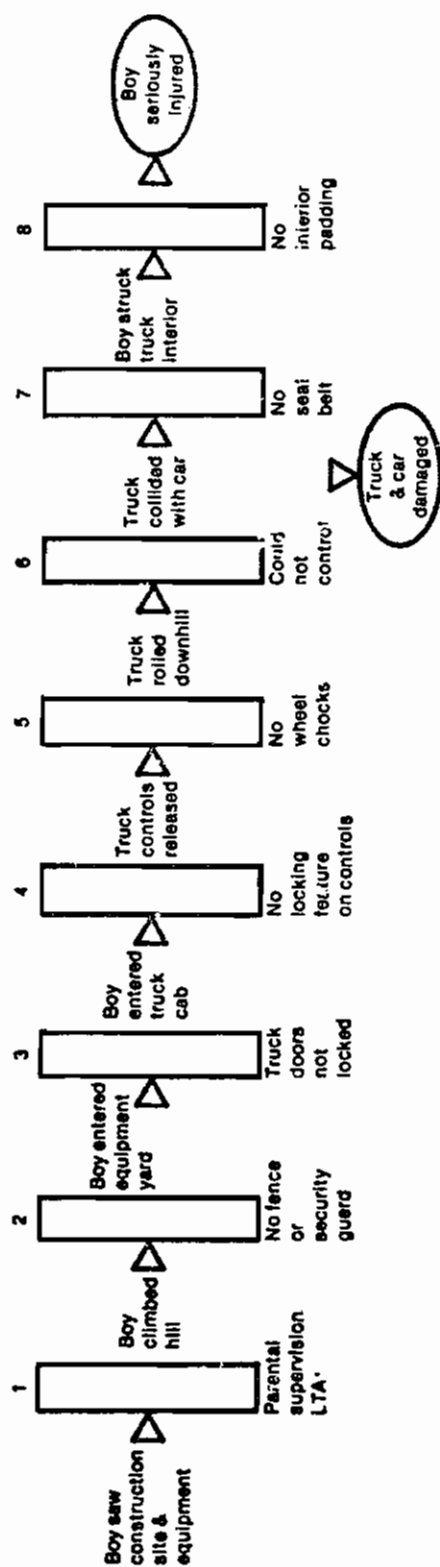 Boy saw
construction
site &
equipment
1
Parental
supervision
LTA*
Boy
climbed
hill
2
No fence
or
security
guard
Boy entered
equipment
yard
3
Truck
doors
not
locked
Boy
entered
truck
cab
4
No
locking
feature
on controls
Truck
controls
released
5
No
wheel
chocks
Truck
rolled
downhill
6
Could
not
control
Truck
collided
with car
Truck
& car
damaged
7
No
seat
belt
Boy struck
truck
interior
8
No
interior
padding
Boy
seriously
injured